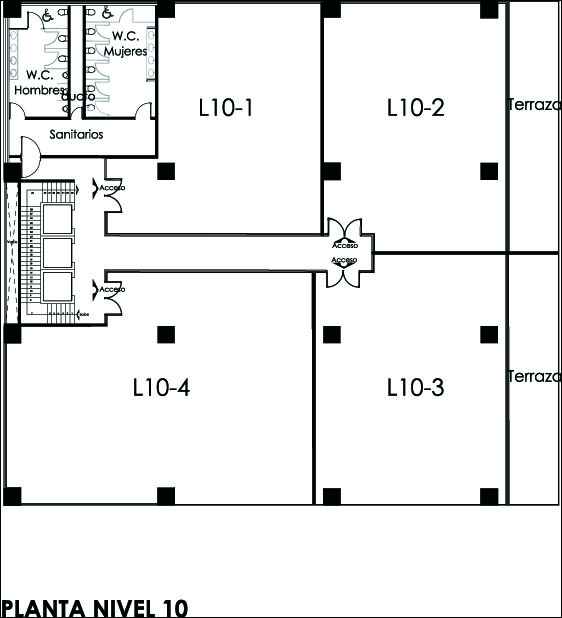 W.C.
Mujeres
W.C.
Hombres
ducto
Sanitarios
L10-1
L10-2
Terraza
Acceso
Acceso
Acceso
Acceso
L10-4
L10-3
Terraza
PLANTA NIVEL 10